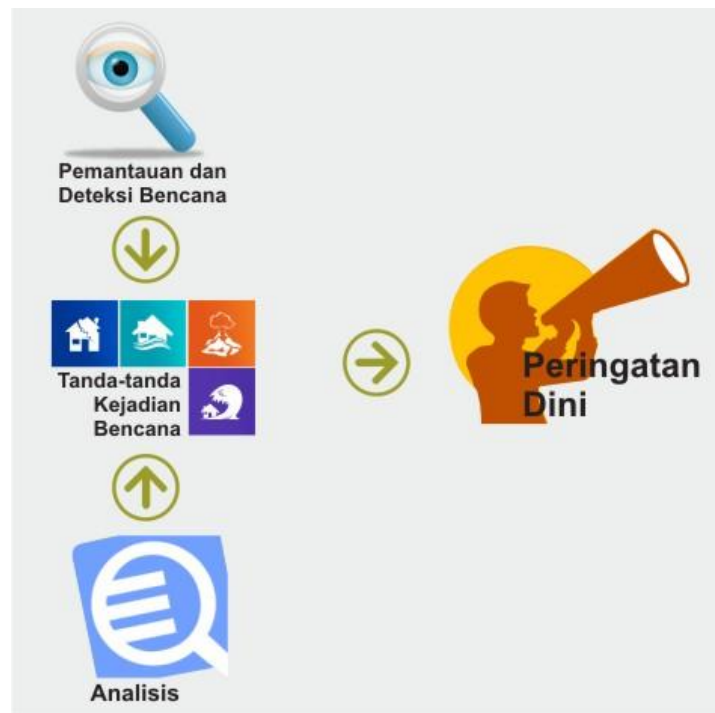 Pemantauan dan
Deteksi Bencana
Tanda-tanda
Kejadian
Bencana
Peringatan
Dini
Analisis